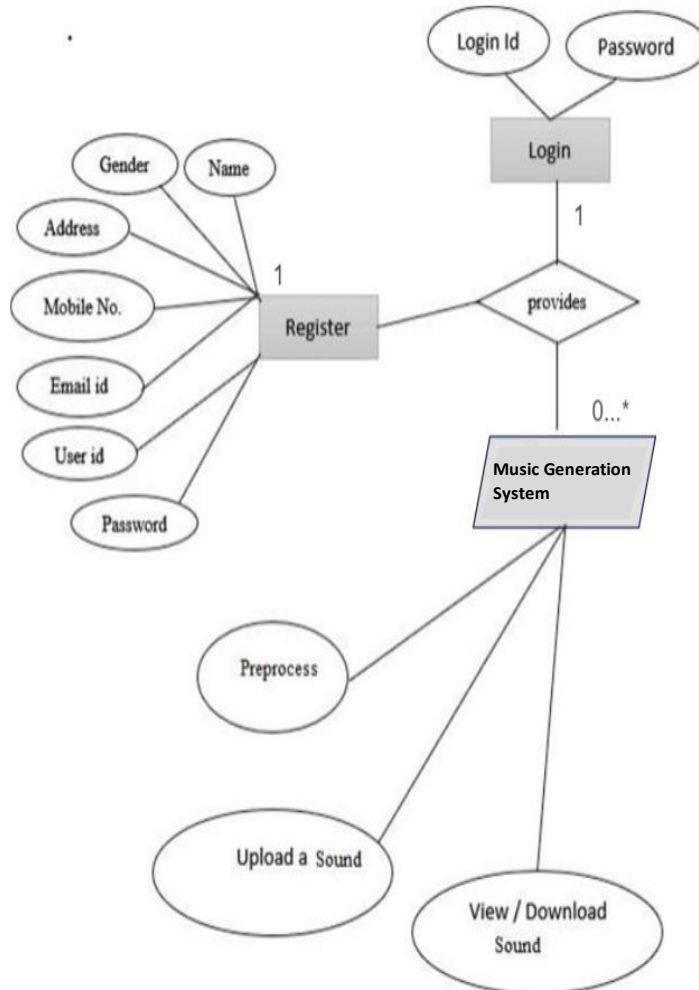 Login Id
Password
Login
1
Gender
Name
Address
1
Mobile No.
Register
provides
Email id
0...*
User id
Music Generation
System
Password
Preprocess
Upload a Sound
View / Download
Sound